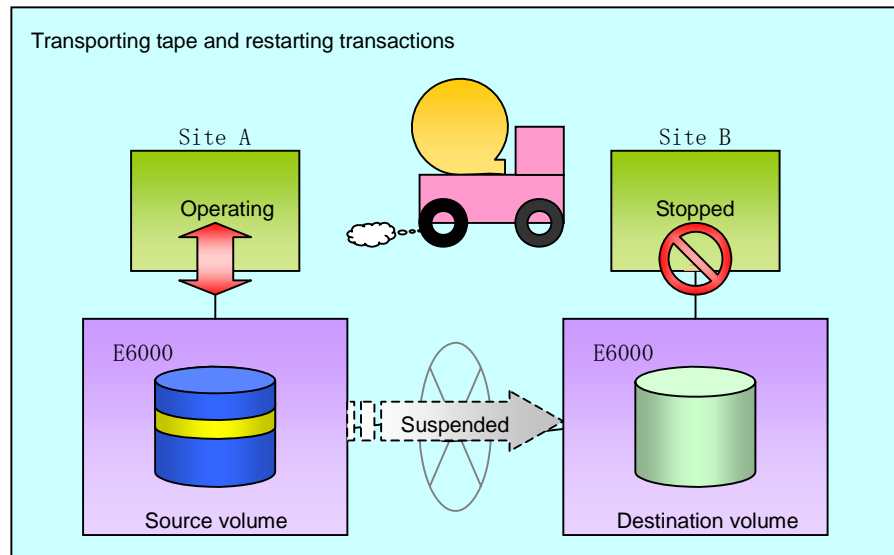 Transporting tape and restarting transactions
Site A
Site B
Operating
Stopped
E6000
E6000
Suspended
Source volume
Destination volume